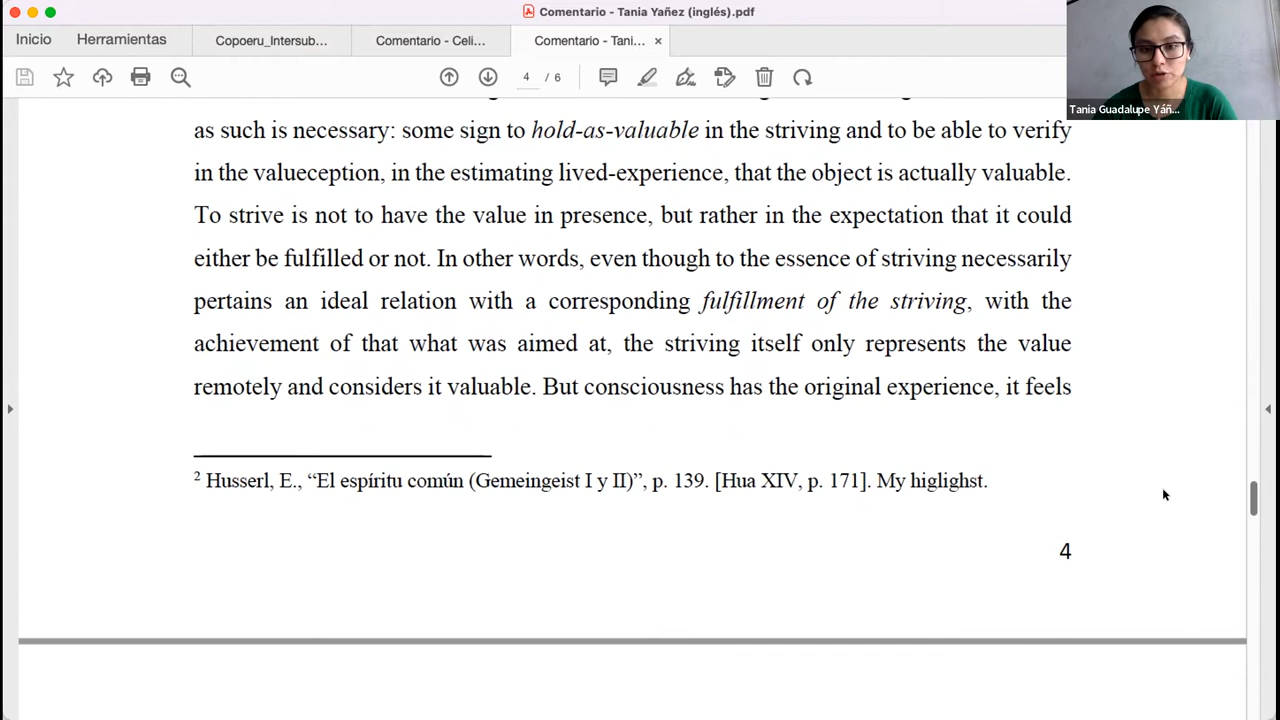 Comentario - Tania Yañez (inglés).pdf
Inicio
Herramientas
Copoeru_Intersub...
Comentario - Celi...
Comentario - Tani...
4 / 6
Tania Guadalupe Yáñ...
as such is necessary: some sign to hold-as-valuable in the striving and to be able to verify
in the valueception, in the estimating lived-experience, that the object is actually valuable.
To strive is not to have the value in presence, but rather in the expectation that it could
either be fulfilled or not. In other words, even though to the essence of striving necessarily
pertains an ideal relation with a corresponding fulfillment of the striving, with the
achievement of that what was aimed at, the striving itself only represents the value
remotely and considers it valuable. But consciousness has the original experience, it feels
2 Husserl, E., “El espíritu común (Gemeingeist I y II)”, p. 139. [Hua XIV, p. 171]. My higlighst.
4